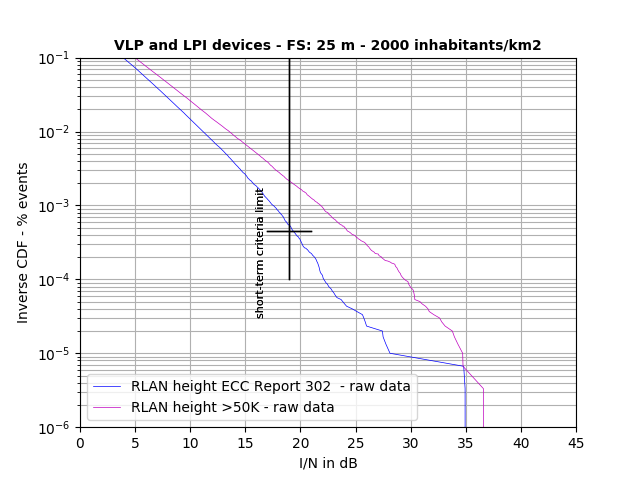 VLP and LPI devices - FS: 25 m - 2000 inhabitants/km2
Inverse CDF - % events
10⁻¹
10⁻²
10⁻³
10⁻⁴
10⁻⁵
10⁻⁶
short-term criteria limit
RLAN height ECC Report 302  - raw data
RLAN height >50K - raw data
0 5 10 15 20 25 30 35 40 45
I/N in dB